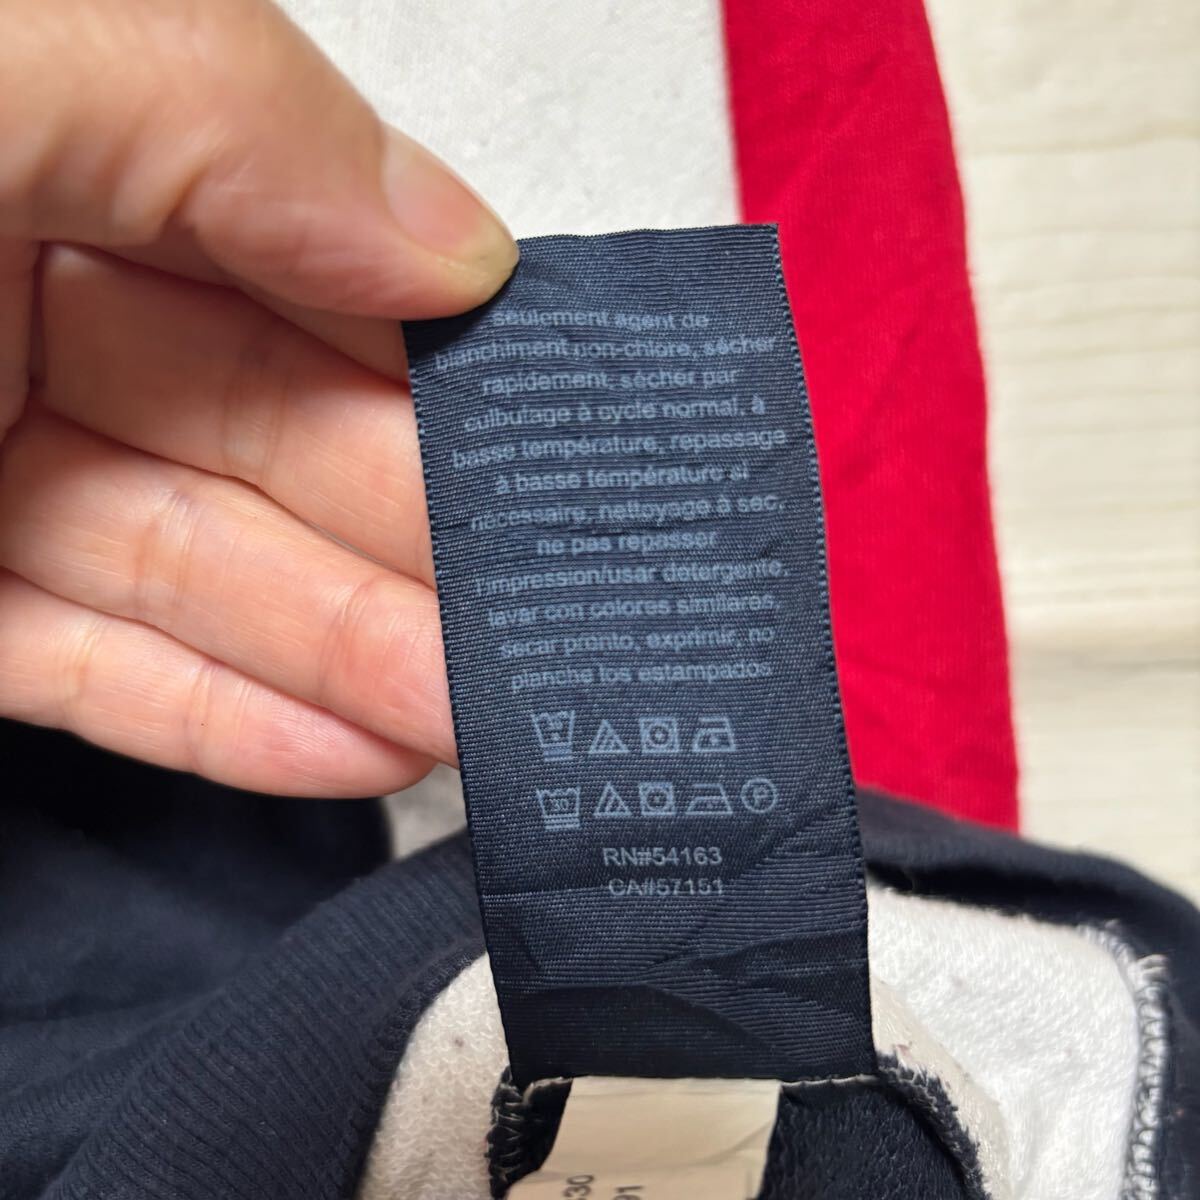 seulement agent de
blanchiment non-chlore, sécher
rapidement, sécher par
culbutage à cycle normal, à
basse température, repassage
à basse température si
nécessaire, nettoyage à sec,
ne pas repasser
l'impression/usar detergente,
lavar con colores similares,
secar pronto, exprimir, no
planche los estampados
30
P
RN#54163
CA#57151